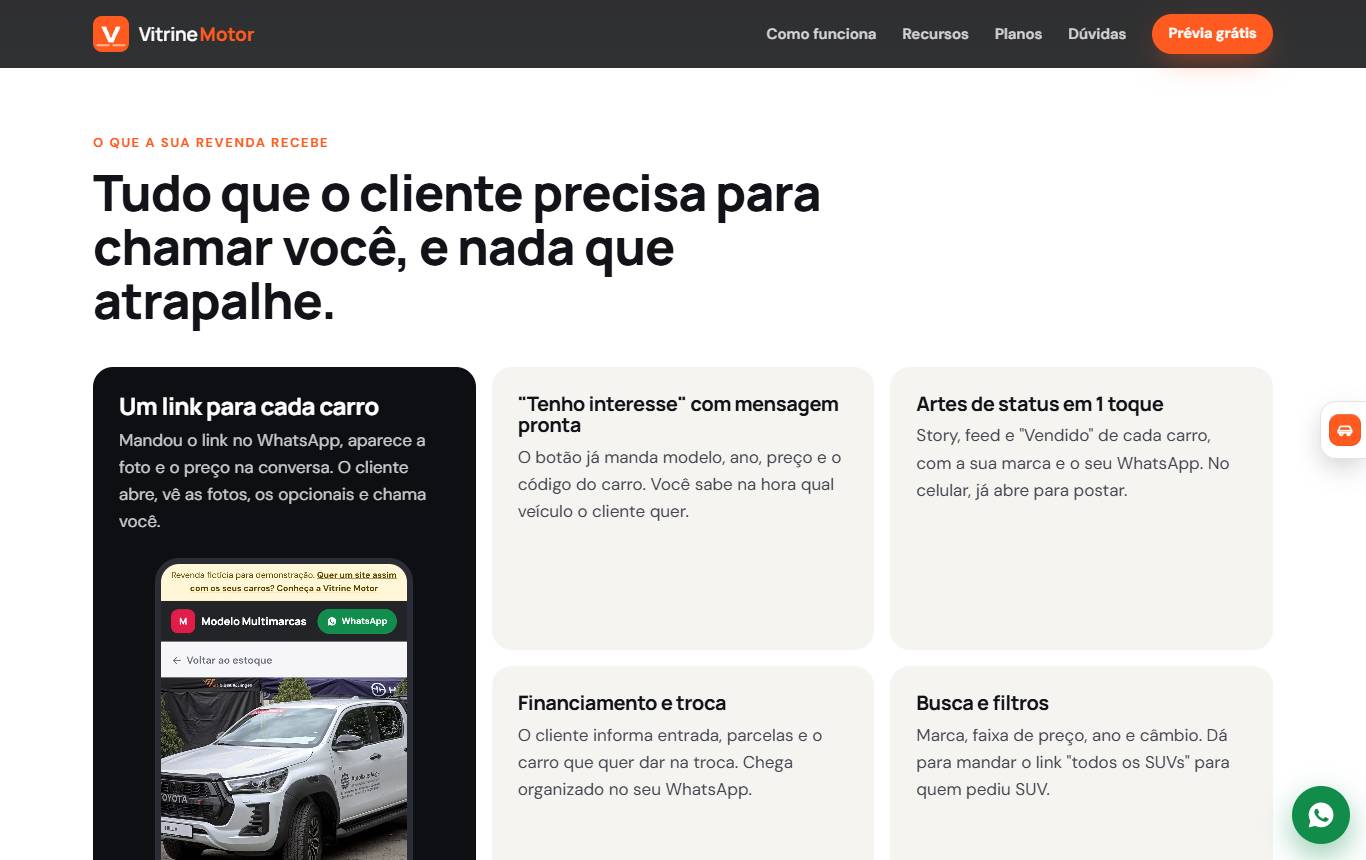 V VitrineMotor
Como funciona
Recursos
Planos
Dúvidas
Prévia grátis
O QUE A SUA REVENDA RECEBE
Tudo que o cliente precisa para
chamar você, e nada que
atrapalhe.
Um link para cada carro
Mandou o link no WhatsApp, aparece a
foto e o preço na conversa. O cliente
abre, vê as fotos, os opcionais e chama
você.
Revenda fictícia para demonstração. Quer um site assim
com os seus carros? Conheça a Vitrine Motor
M Modelo Multimarcas
WhatsApp
← Voltar ao estoque
"Tenho interesse" com mensagem
pronta
O botão já manda modelo, ano, preço e o
código do carro. Você sabe na hora qual
veículo o cliente quer.
Artes de status em 1 toque
Story, feed e "Vendido" de cada carro,
com a sua marca e o seu WhatsApp. No
celular, já abre para postar.
Financiamento e troca
O cliente informa entrada, parcelas e o
carro que quer dar na troca. Chega
organizado no seu WhatsApp.
Busca e filtros
Marca, faixa de preço, ano e câmbio. Dá
para mandar o link "todos os SUVs" para
quem pediu SUV.